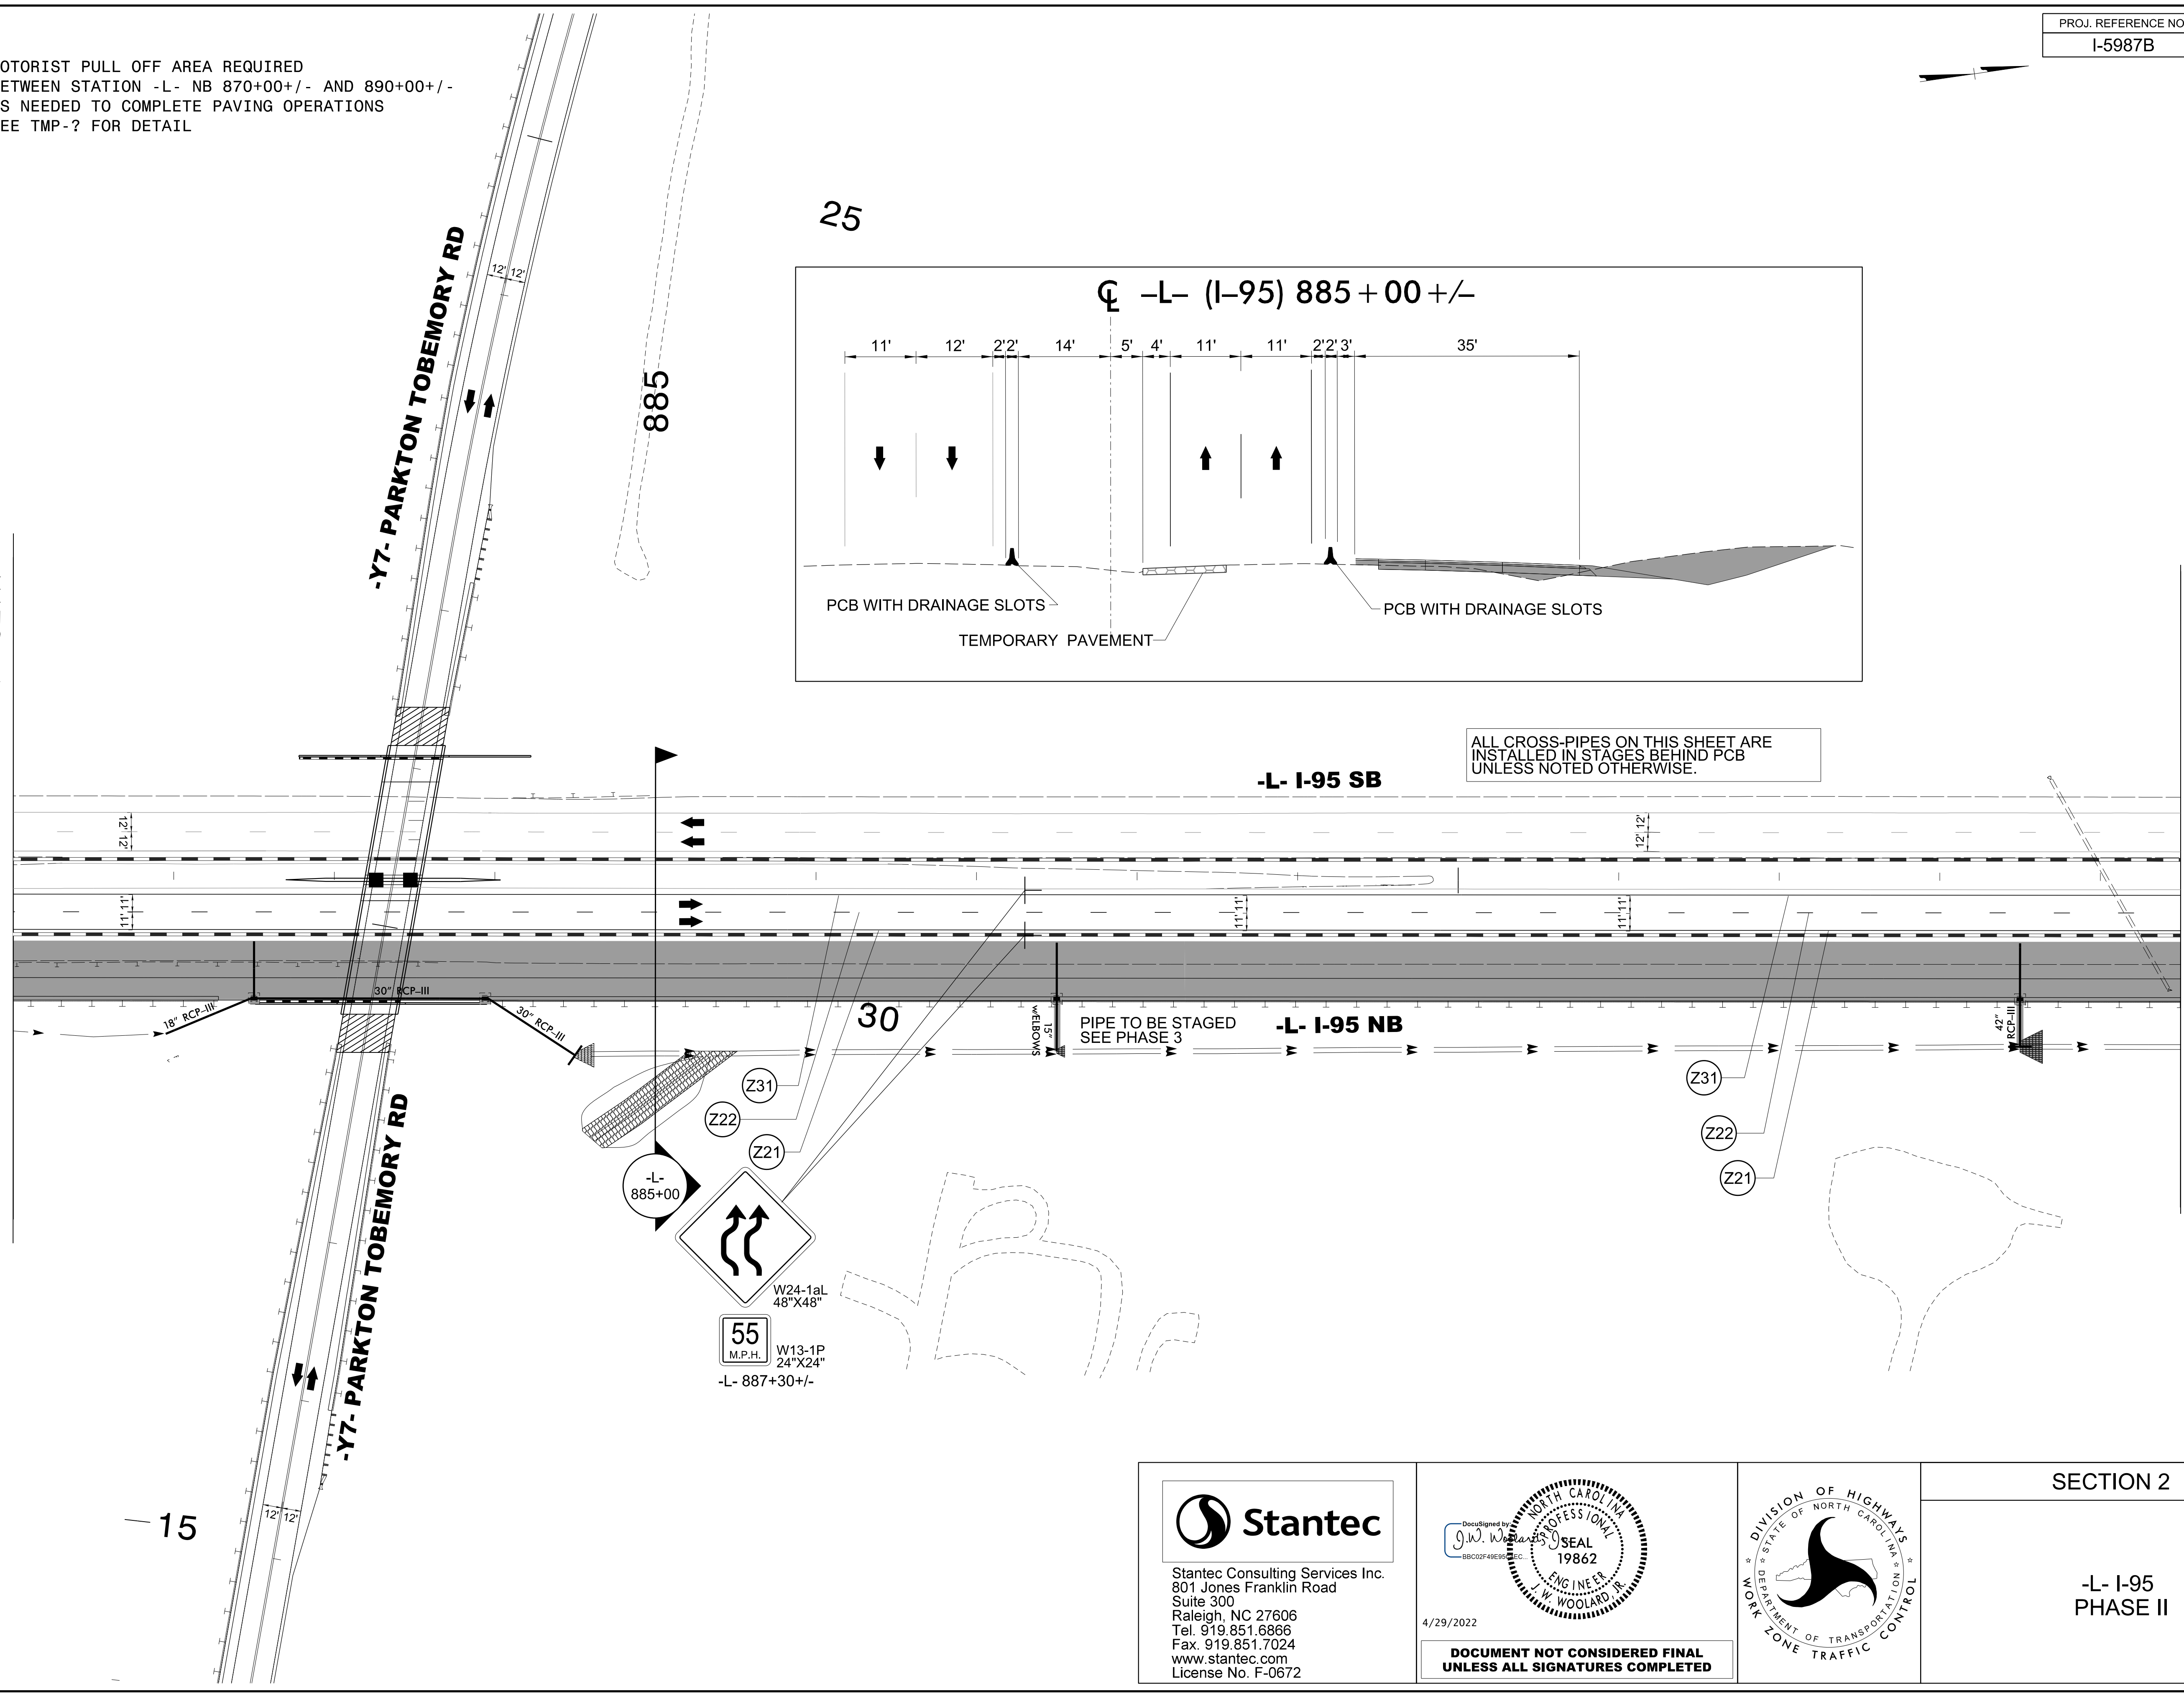 PROJ. REFERENCE NO
I-5987B
OTORIST PULL OFF AREA REQUIRED
ETWEEN STATION -L- NB 870+00+/- AND 890+00+/-
S NEEDED TO COMPLETE PAVING OPERATIONS
EE TMP-? FOR DETAIL
-Y7- PARKTON TOBEMORY RD
12' 12'
885
25
℄ -L- (I-95) 885+00+/-
11' 12' 2' 2' 14' 5' 4' 11' 11' 2' 2' 3' 35'
PCB WITH DRAINAGE SLOTS
PCB WITH DRAINAGE SLOTS
TEMPORARY PAVEMENT
ALL CROSS-PIPES ON THIS SHEET ARE
INSTALLED IN STAGES BEHIND PCB
UNLESS NOTED OTHERWISE.
-L- I-95 SB
12' 12'
12' 12'
11' 11'
11' 11'
11' 11'
30" RCP-III
18" RCP-III
30" RCP-III
30
15"
w/ELBOWS
PIPE TO BE STAGED
SEE PHASE 3
-L- I-95 NB
42"
RCP-III
Z31
Z22
Z21
Z31
Z22
Z21
-L-
885+00
W24-1aL
48"X48"
55
M.P.H.
W13-1P
24"X24"
-L- 887+30+/-
-Y7- PARKTON TOBEMORY RD
12' 12'
15
Stantec
Stantec Consulting Services Inc.
801 Jones Franklin Road
Suite 300
Raleigh, NC 27606
Tel. 919.851.6866
Fax. 919.851.7024
www.stantec.com
License No. F-0672
DocuSigned by:
J.W. Woolard, Jr.
NORTH CAROLINA
PROFESSIONAL
SEAL
19862
ENGINEER
J. W. WOOLARD, JR.
4/29/2022
DOCUMENT NOT CONSIDERED FINAL
UNLESS ALL SIGNATURES COMPLETED
DIVISION OF HIGHWAYS
STATE OF NORTH CAROLINA
DEPARTMENT OF TRANSPORTATION
WORK ZONE TRAFFIC CONTROL
SECTION 2
-L- I-95
PHASE II